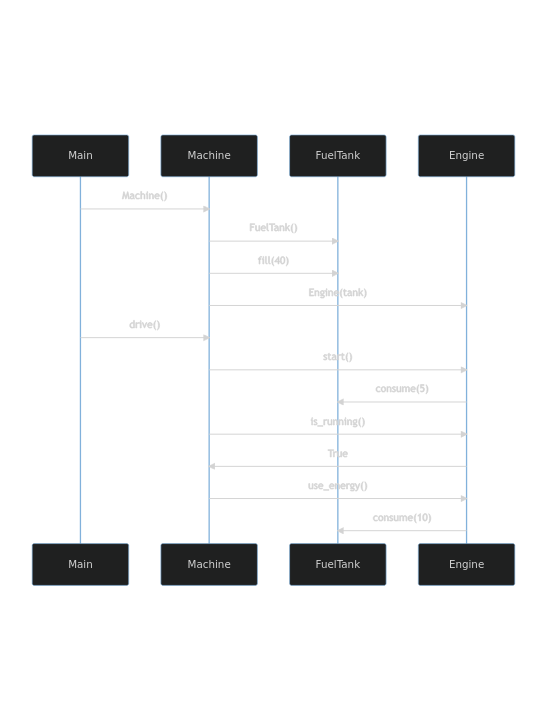 Main Machine FuelTank Engine
Machine()
FuelTank()
fill(40)
Engine(tank)
drive()
start()
consume(5)
is_running()
True
use_energy()
consume(10)
Main Machine FuelTank Engine